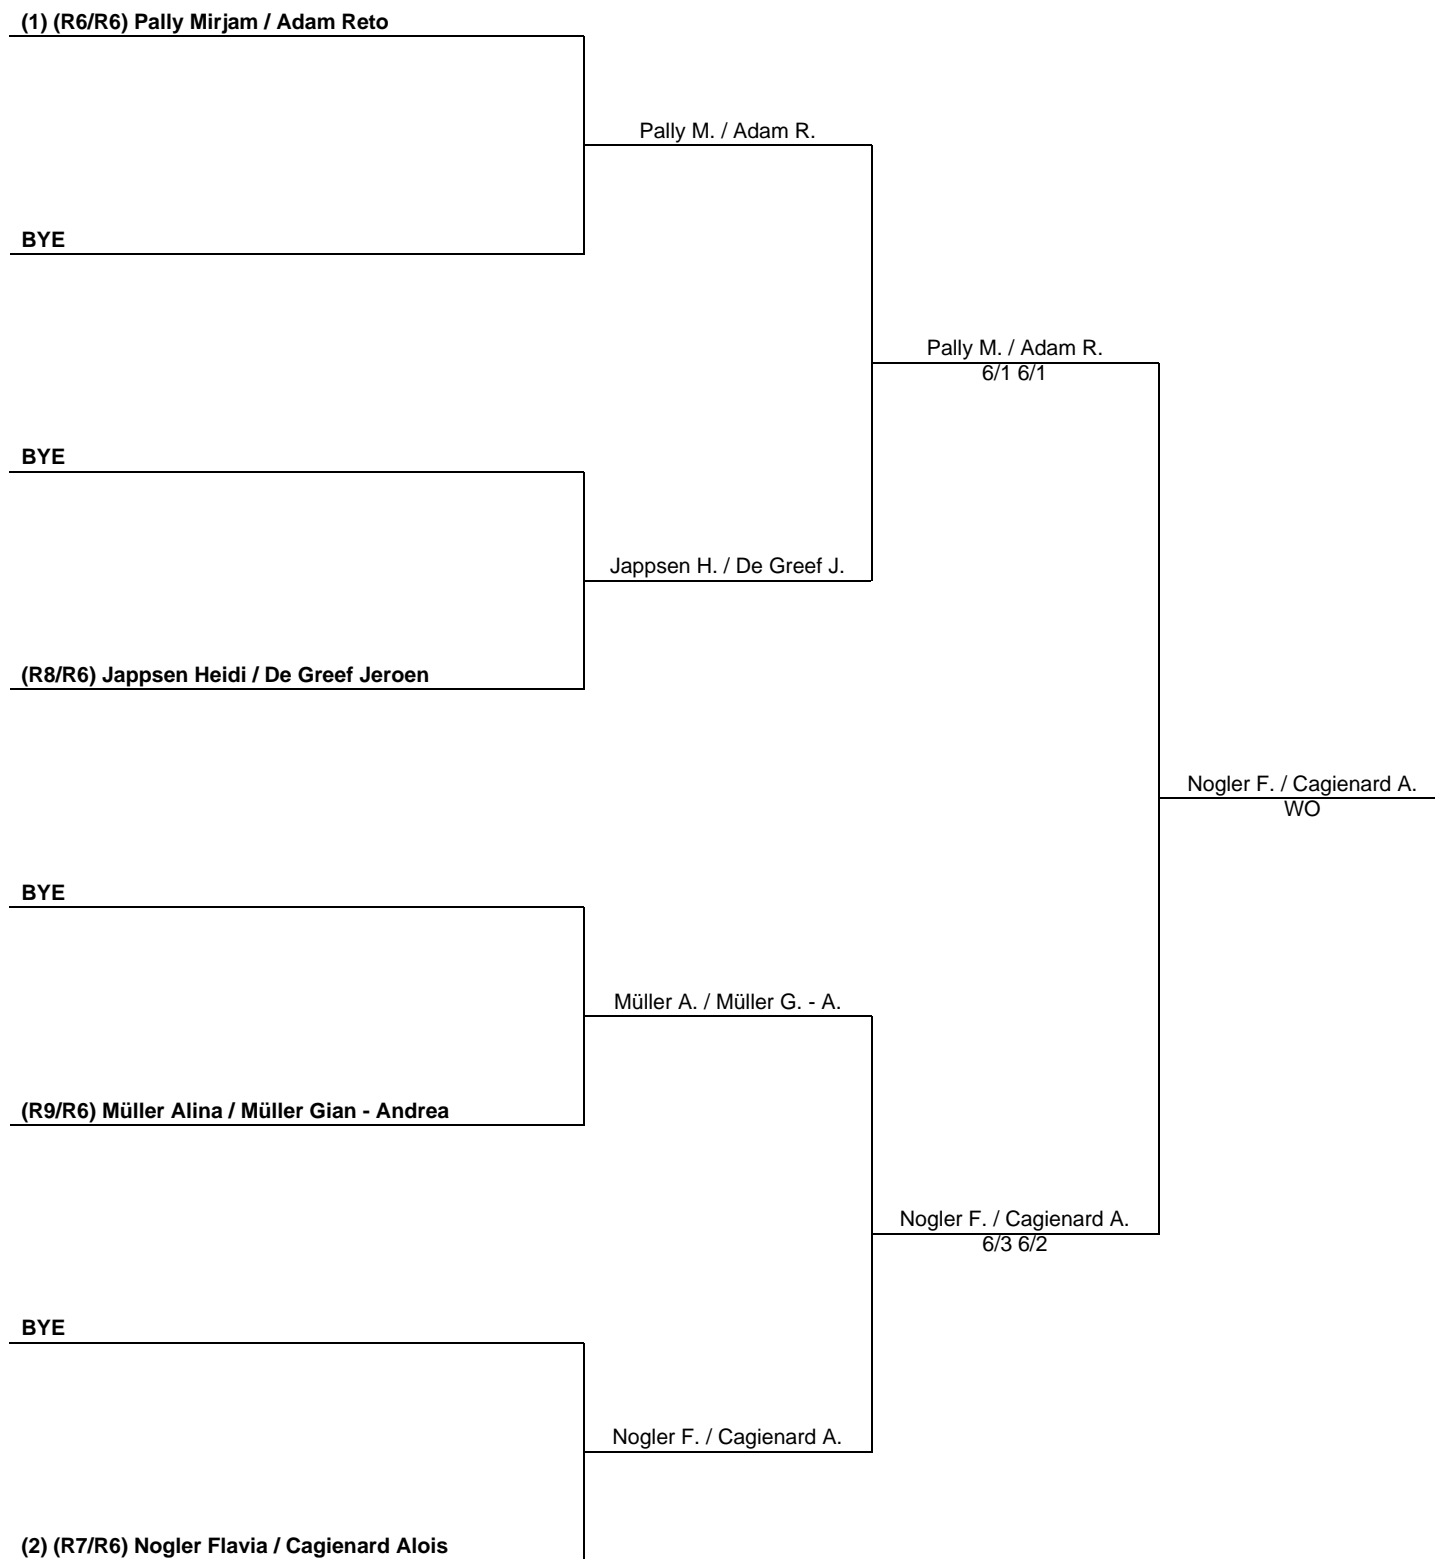 (1) (R6/R6) Pally Mirjam / Adam Reto
Pally M. / Adam R.
BYE
Pally M. / Adam R.
6/1 6/1
BYE
Jappsen H. / De Greef J.
(R8/R6) Jappsen Heidi / De Greef Jeroen
Nogler F. / Cagienard A.
WO
BYE
Müller A. / Müller G. - A.
(R9/R6) Müller Alina / Müller Gian - Andrea
Nogler F. / Cagienard A.
6/3 6/2
BYE
Nogler F. / Cagienard A.
(2) (R7/R6) Nogler Flavia / Cagienard Alois